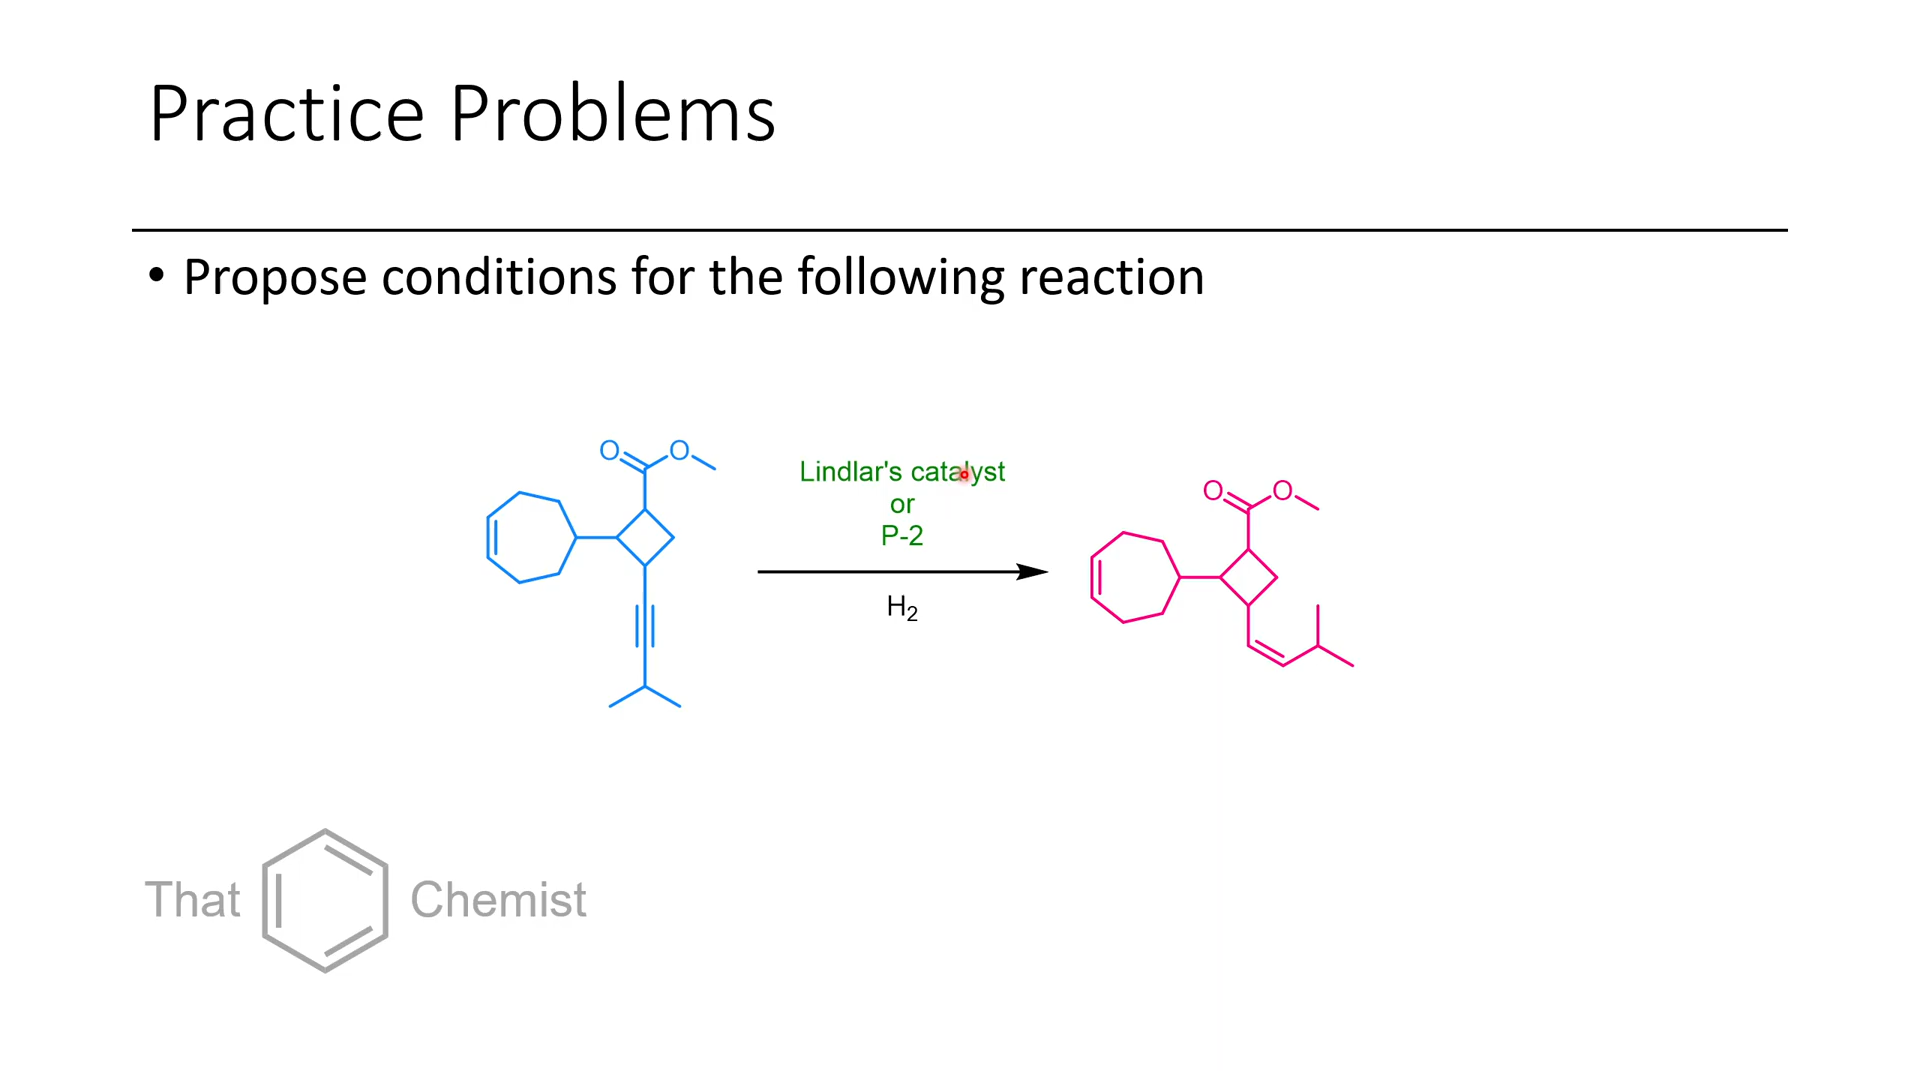 Practice Problems
• Propose conditions for the following reaction
O O
Lindlar's catalyst
or
P-2
H₂
O O
That Chemist